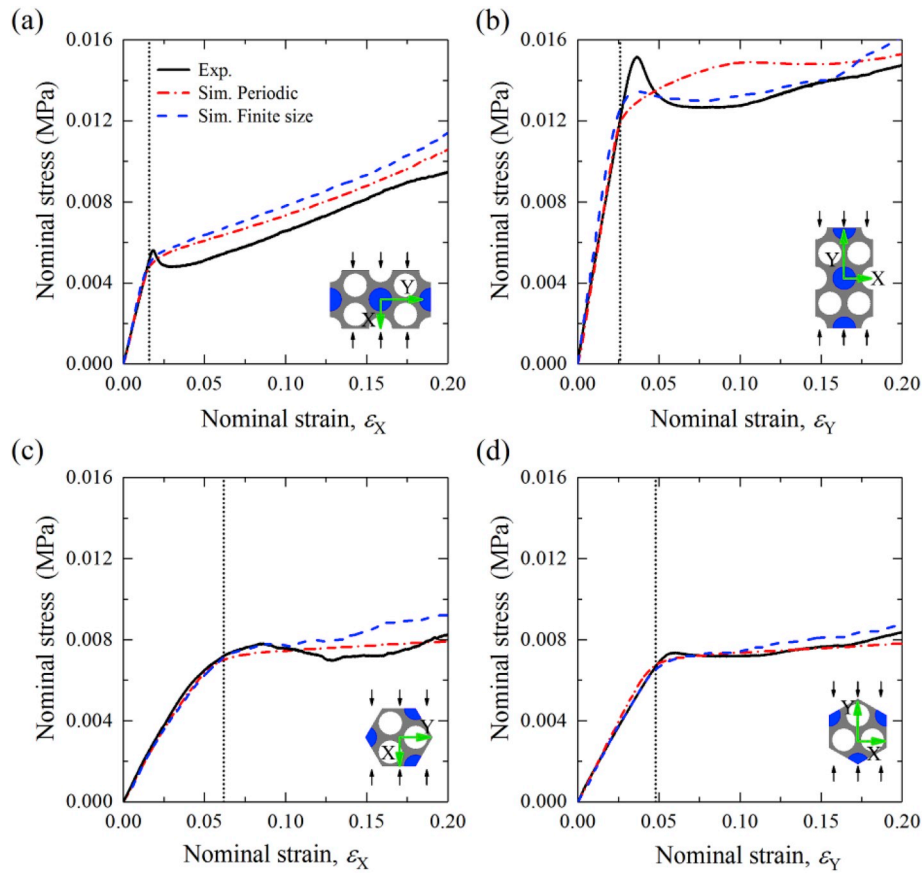 (a)
0.016
0.012
0.008
0.004
0.000
Nominal stress (MPa)
Exp.
Sim. Periodic
Sim. Finite size
Y
X
0.00 0.05 0.10 0.15 0.20
Nominal strain, εX
(b)
0.016
0.012
0.008
0.004
0.000
Nominal stress (MPa)
Y
X
0.00 0.05 0.10 0.15 0.20
Nominal strain, εY
(c)
0.016
0.012
0.008
0.004
0.000
Nominal stress (MPa)
Y
X
0.00 0.05 0.10 0.15 0.20
Nominal strain, εX
(d)
0.016
0.012
0.008
0.004
0.000
Nominal stress (MPa)
Y
X
0.00 0.05 0.10 0.15 0.20
Nominal strain, εY